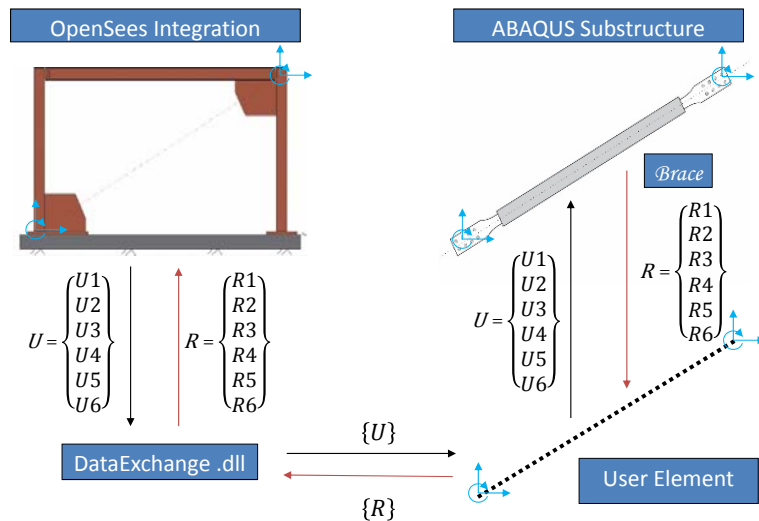 OpenSees Integration
ABAQUS Substructure
Brace
U = {U1 U2 U3 U4 U5 U6}
R = {R1 R2 R3 R4 R5 R6}
U = {U1 U2 U3 U4 U5 U6}
R = {R1 R2 R3 R4 R5 R6}
DataExchange .dll
{U}
{R}
User Element